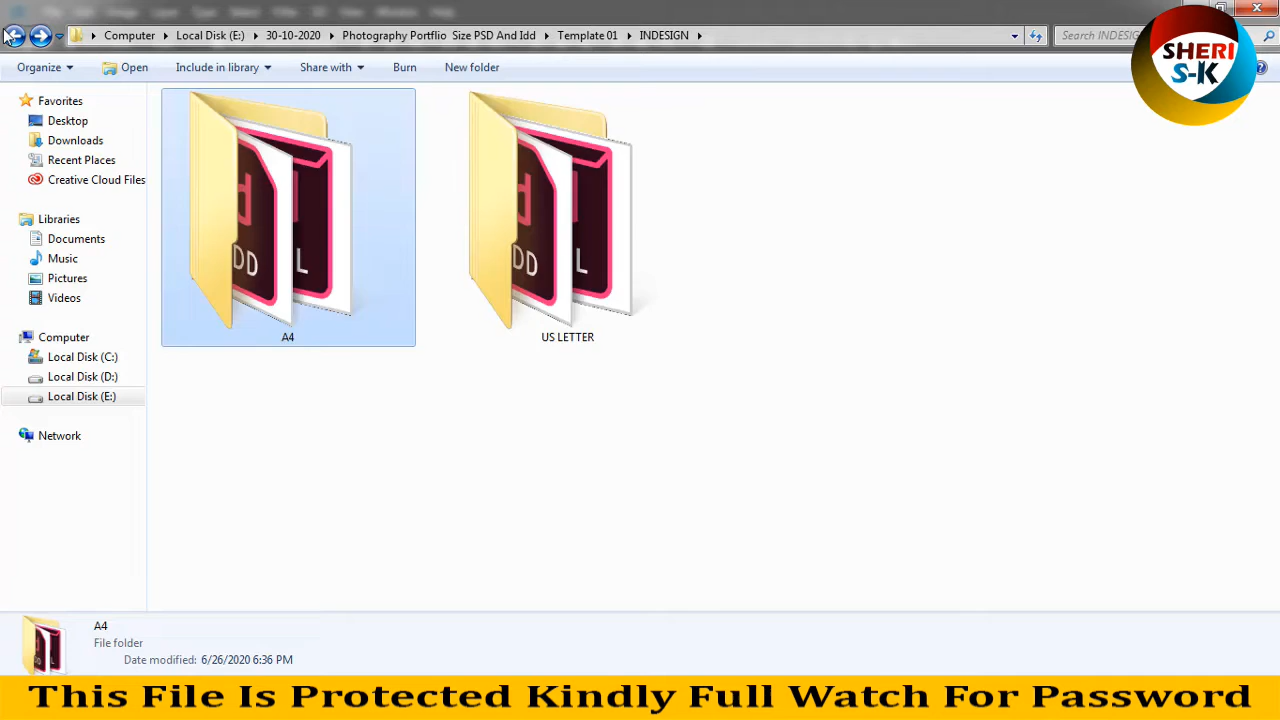 Computer Local Disk (E:) 30-10-2020 Photography Portflio Size PSD And Idd Template 01 INDESIGN
Search INDESIG
Organize Open Include in library Share with Burn New folder
SHERI
S-K
Favorites
Desktop
Downloads
Recent Places
Creative Cloud Files
Libraries
Documents
Music
Pictures
Videos
Computer
Local Disk (C:)
Local Disk (D:)
Local Disk (E:)
Network
d
DD
L
A4
d
DD
L
US LETTER
A4
File folder
Date modified: 6/26/2020 6:36 PM
This File Is Protected Kindly Full Watch For Password